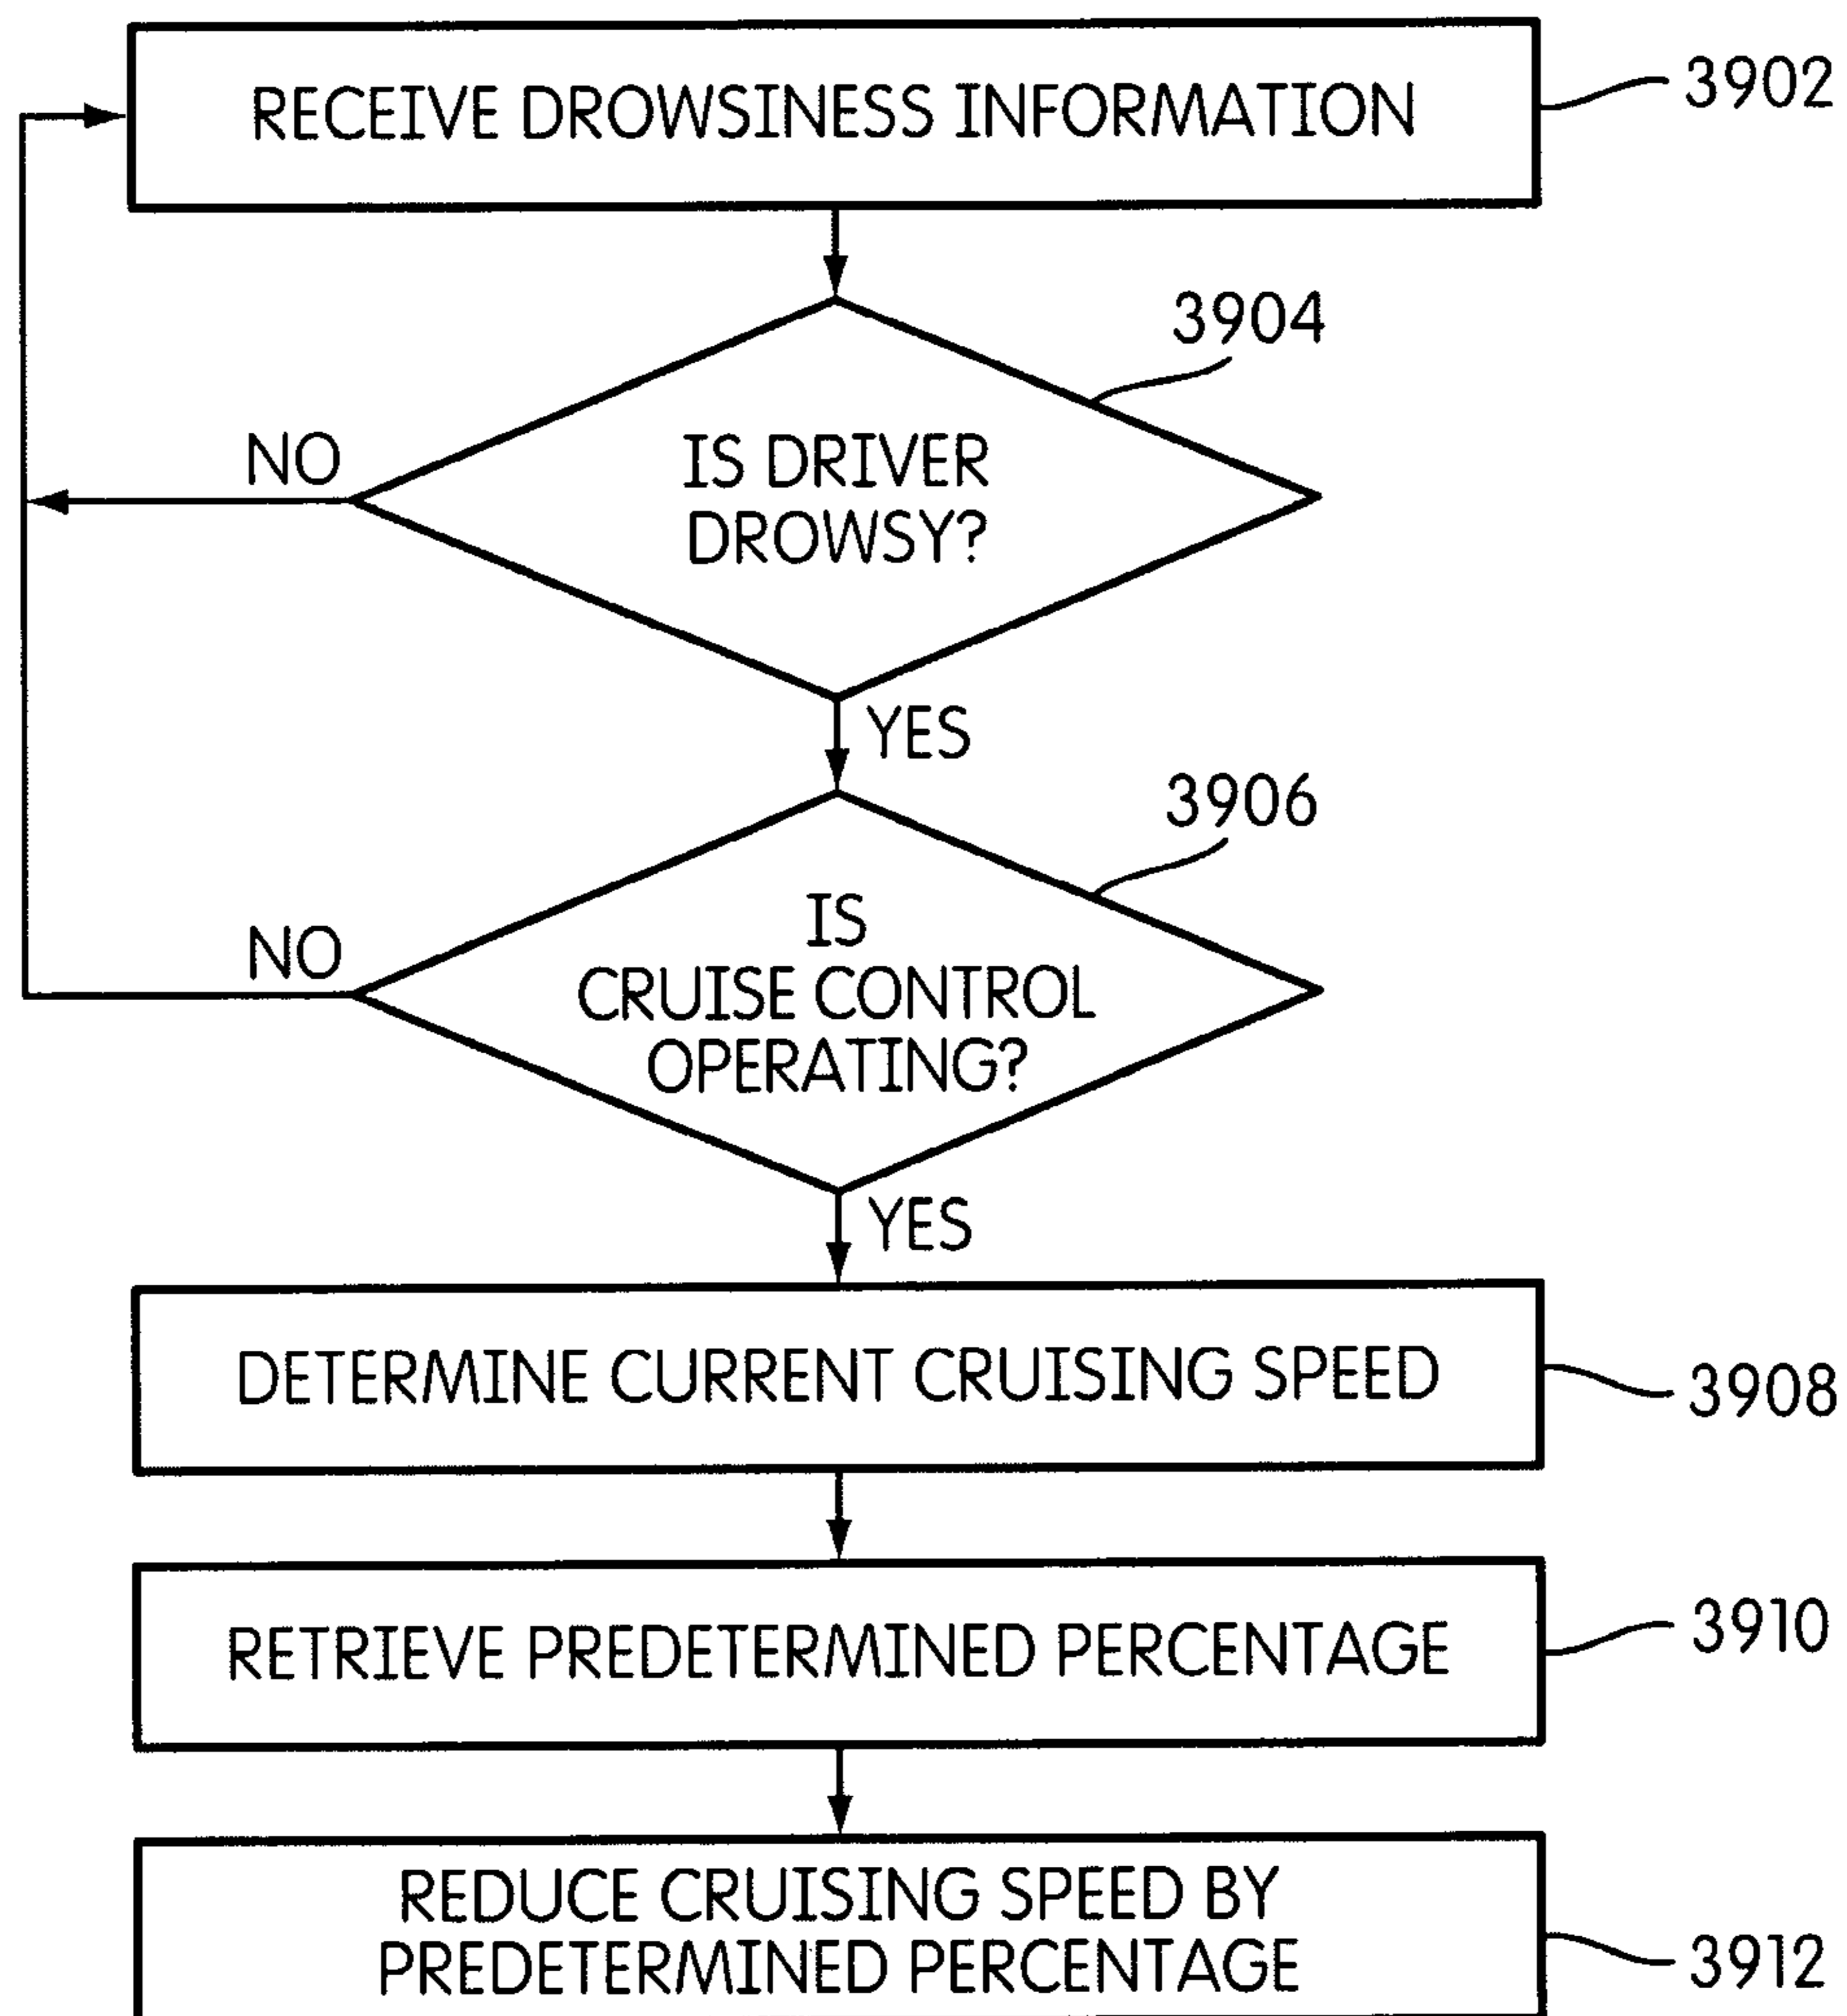 RECEIVE DROWSINESS INFORMATION
3902
3904
IS DRIVER
DROWSY?
NO
YES
3906
IS
CRUISE CONTROL
OPERATING?
NO
YES
DETERMINE CURRENT CRUISING SPEED
3908
RETRIEVE PREDETERMINED PERCENTAGE
3910
REDUCE CRUISING SPEED BY
PREDETERMINED PERCENTAGE
3912